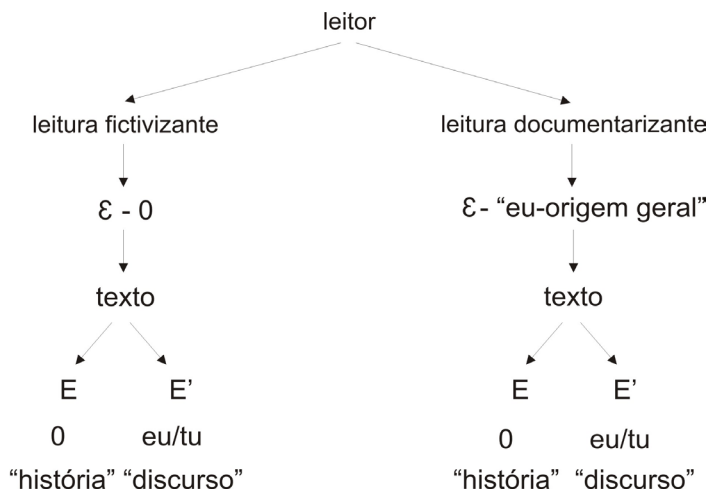 leitor
leitura fictivizante
leitura documentarizante
Ɛ - 0
Ɛ - “eu-origem geral”
texto
texto
E E’
E E’
0 eu/tu
0 eu/tu
“história” “discurso”
“história” “discurso”